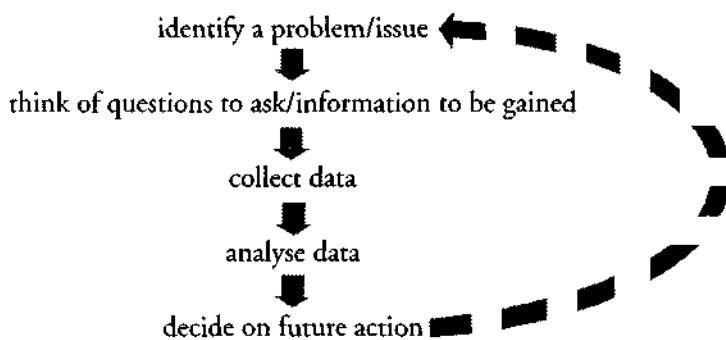 identify a problem/issue
think of questions to ask/information to be gained
collect data
analyse data
decide on future action